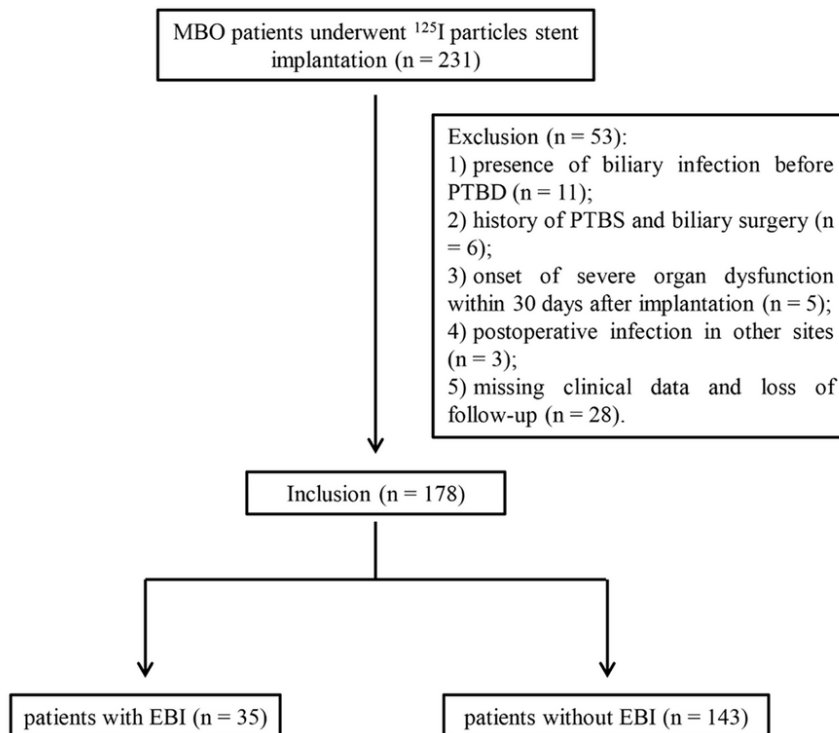 MBO patients underwent ¹²⁵I particles stent
implantation (n = 231)
Exclusion (n = 53):
1) presence of biliary infection before
PTBD (n = 11);
2) history of PTBS and biliary surgery (n
= 6);
3) onset of severe organ dysfunction
within 30 days after implantation (n = 5);
4) postoperative infection in other sites
(n = 3);
5) missing clinical data and loss of
follow-up (n = 28).
Inclusion (n = 178)
patients with EBI (n = 35)
patients without EBI (n = 143)